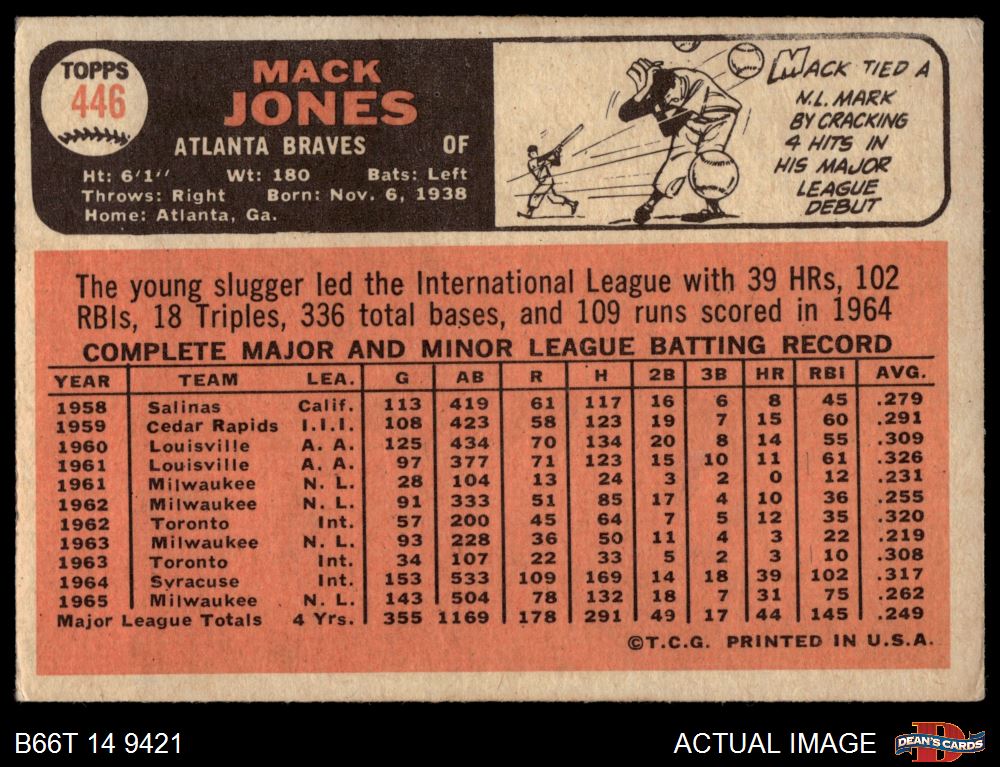 TOPPS
446
MACK
JONES
ATLANTA BRAVES OF
Ht: 6'1'' Wt: 180 Bats: Left
Throws: Right Born: Nov. 6, 1938
Home: Atlanta, Ga.
MACK TIED A
N.L. MARK
BY CRACKING
4 HITS IN
HIS MAJOR
LEAGUE
DEBUT
The young slugger led the International League with 39 HRs, 102
RBIs, 18 Triples, 336 total bases, and 109 runs scored in 1964
COMPLETE MAJOR AND MINOR LEAGUE BATTING RECORD
YEAR TEAM LEA. G AB R H 2B 3B HR RBI AVG.
1958 Salinas Calif. 113 419 61 117 16 6 8 45 .279
1959 Cedar Rapids I.I.I. 108 423 58 123 19 7 15 60 .291
1960 Louisville A. A. 125 434 70 134 20 8 14 55 .309
1961 Louisville A. A. 97 377 71 123 15 10 11 61 .326
1961 Milwaukee N. L. 28 104 13 24 3 2 0 12 .231
1962 Milwaukee N. L. 91 333 51 85 17 4 10 36 .255
1962 Toronto Int. 57 200 45 64 7 5 12 35 .320
1963 Milwaukee N. L. 93 228 36 50 11 4 3 22 .219
1963 Toronto Int. 34 107 22 33 5 2 3 10 .308
1964 Syracuse Int. 153 533 109 169 14 18 39 102 .317
1965 Milwaukee N. L. 143 504 78 132 18 7 31 75 .262
Major League Totals 4 Yrs. 355 1169 178 291 49 17 44 145 .249
©T.C.G. PRINTED IN U.S.A.
B66T 14 9421
ACTUAL IMAGE
D
DEAN'S CARDS